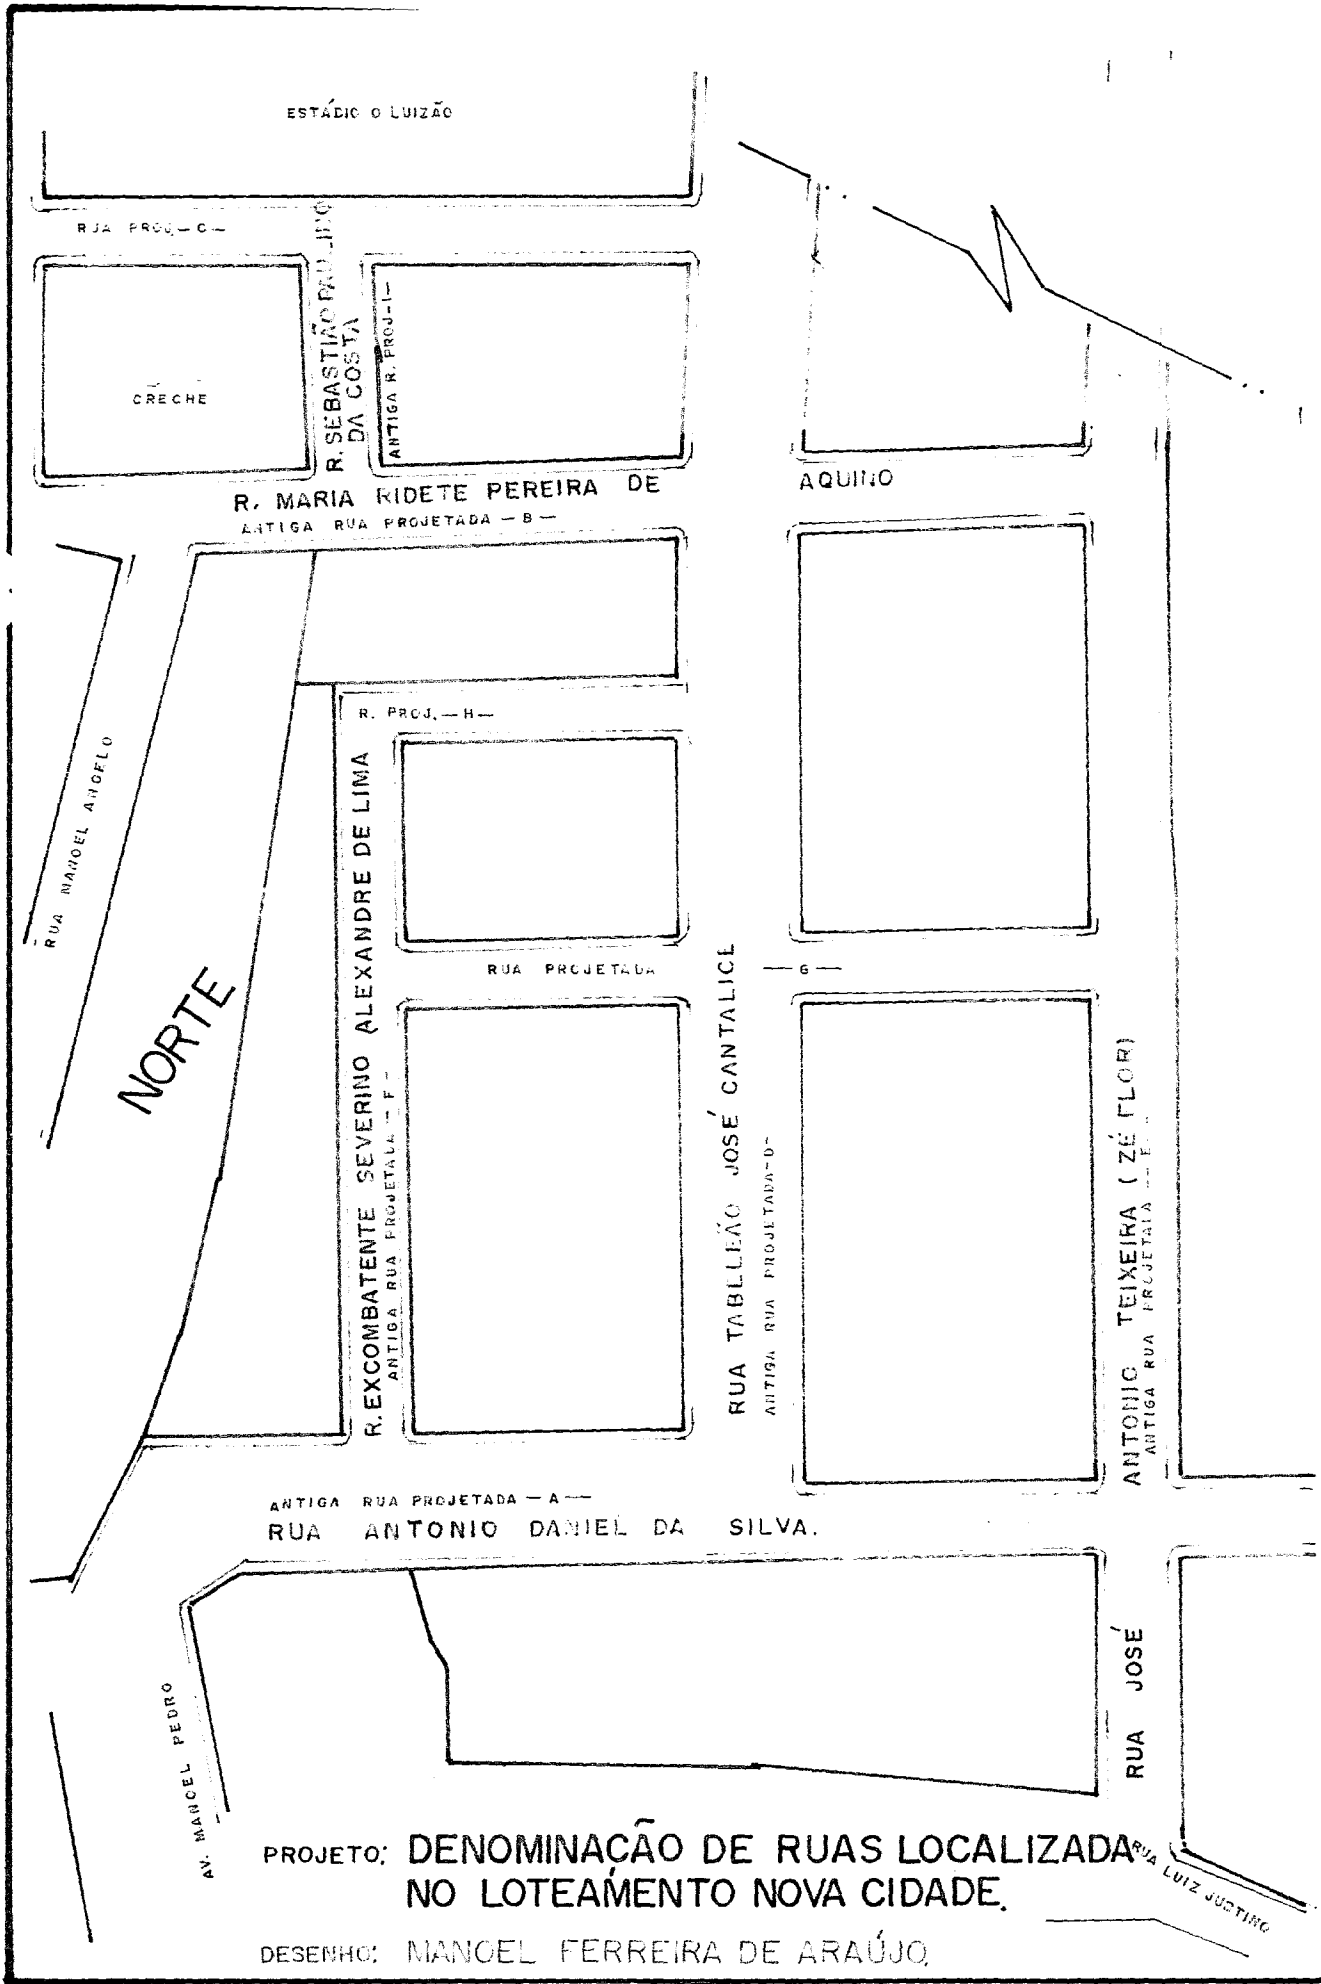 ESTÁDIO O LUIZÃO
RUA PROJ.— C —
R. SEBASTIÃO PAULINO
DA COSTA
ANTIGA R. PROJ-I-
CRECHE
R. MARIA RIDETE PEREIRA DE AQUINO
ANTIGA RUA PROJETADA — B —
R. PROJ. — H —
RUA MANOEL ANGELO
R. EXCOMBATENTE SEVERINO (ALEXANDRE DE LIMA
ANTIGA RUA PROJETADA — F -
RUA PROJETADA — G —
NORTE
RUA TABELEÃO JOSÉ CANTALICE
ANTIGA RUA PROJETADA-D-
RUA JOSÉ ANTONIO TEIXEIRA ( ZÉ FLOR)
ANTIGA RUA PROJETADA — E
ANTIGA RUA PROJETADA — A —
RUA ANTONIO DANIEL DA SILVA.
AV. MANOEL PEDRO
PROJETO: DENOMINAÇÃO DE RUAS LOCALIZADA
NO LOTEAMENTO NOVA CIDADE.
RUA LUIZ JUSTINO
DESENHO: MANOEL FERREIRA DE ARAÚJO.